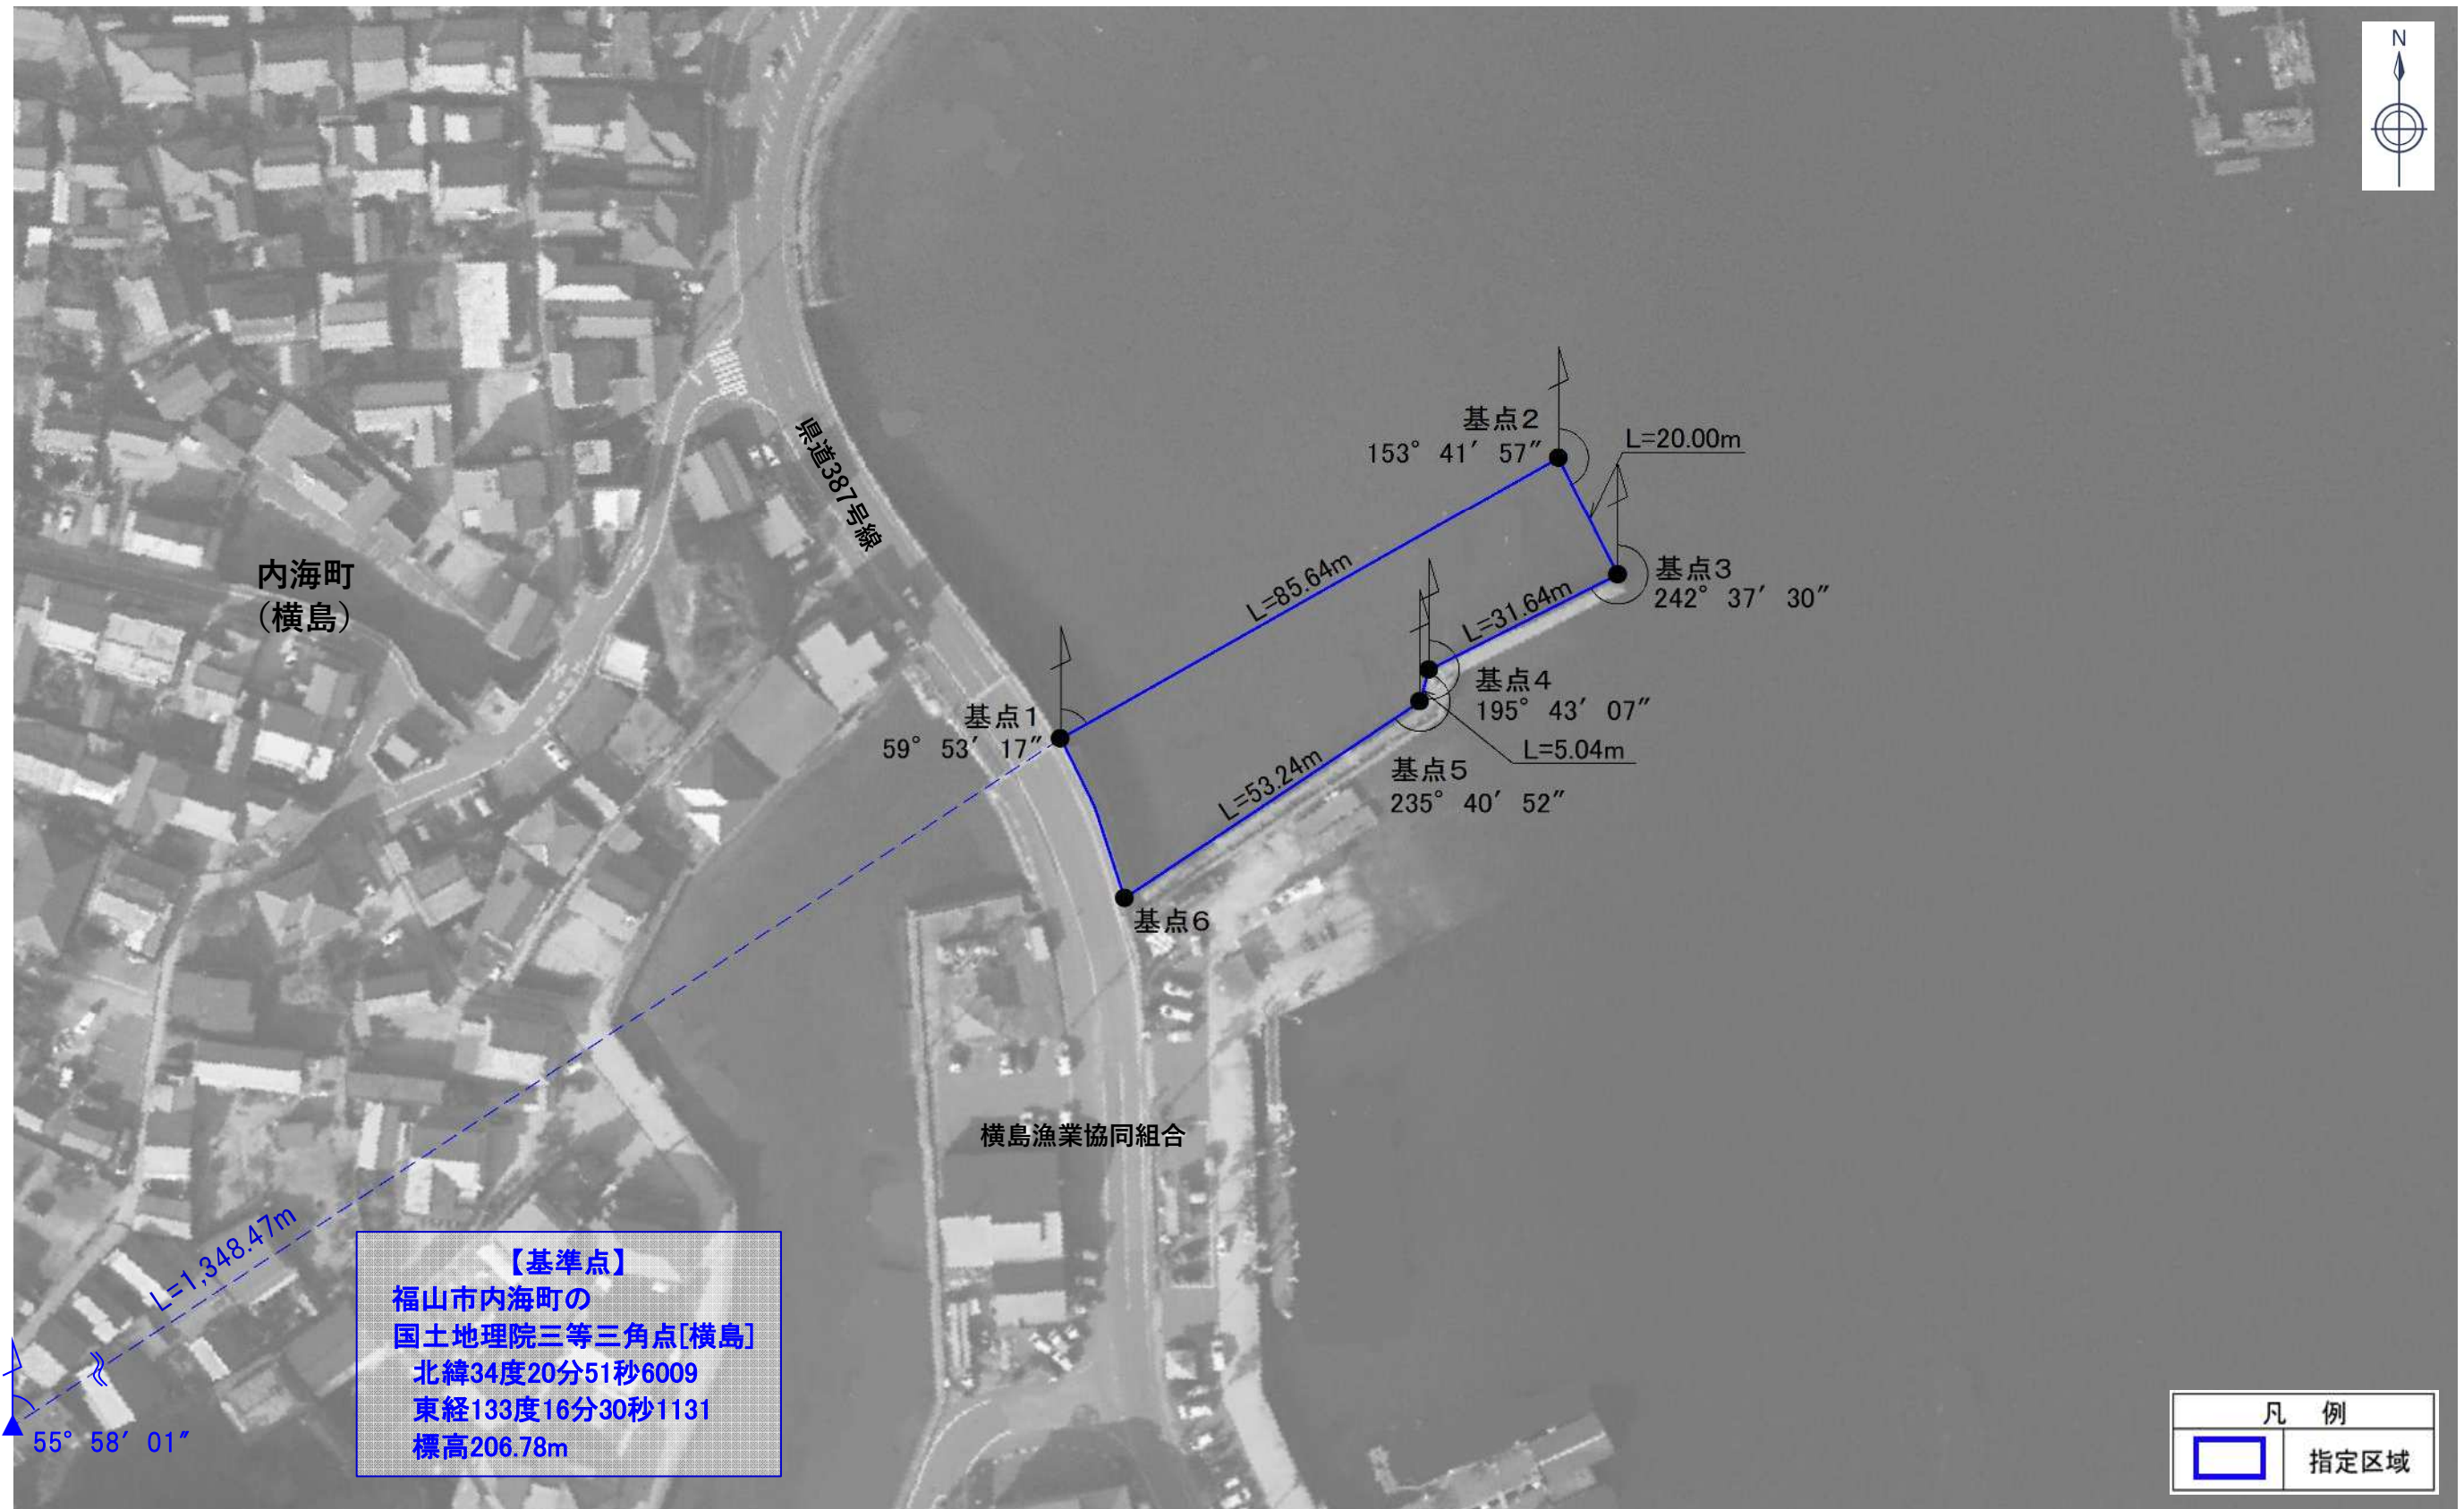 N
基点2
153° 41′ 57″
L=20.00m
県道387号線
L=85.64m
基点3
242° 37′ 30″
L=31.64m
内海町
(横島)
基点4
195° 43′ 07″
基点1
59° 53′ 17″
L=5.04m
L=53.24m
基点5
235° 40′ 52″
基点6
横島漁業協同組合
L=1,348.47m
55° 58′ 01″
【基準点】
福山市内海町の
国土地理院三等三角点[横島]
北緯34度20分51秒6009
東経133度16分30秒1131
標高206.78m
凡 例
指定区域